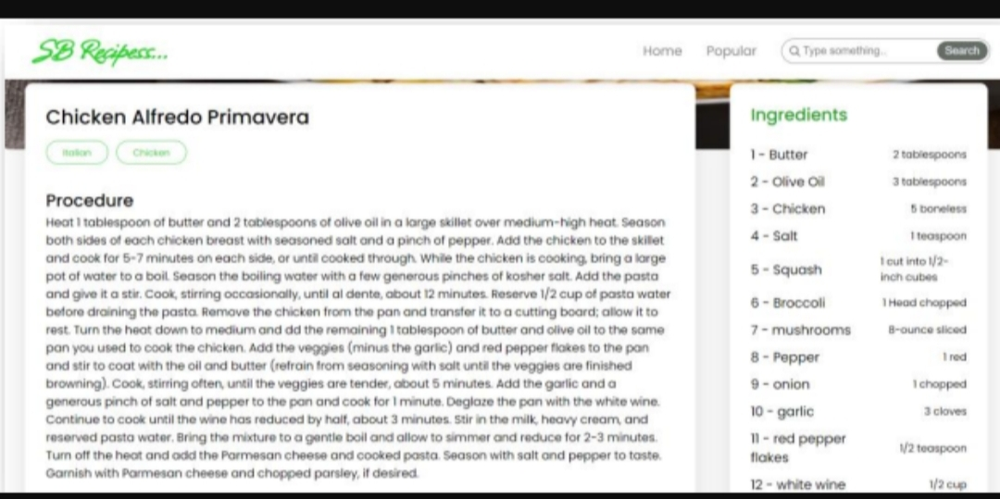 SB Recipess...
Home
Popular
Type something..
Search
Chicken Alfredo Primavera
Italian
Chicken
Procedure
Heat 1 tablespoon of butter and 2 tablespoons of olive oil in a large skillet over medium-high heat. Season
both sides of each chicken breast with seasoned salt and a pinch of pepper. Add the chicken to the skillet
and cook for 5-7 minutes on each side, or until cooked through. While the chicken is cooking, bring a large
pot of water to a boil. Season the boiling water with a few generous pinches of kosher salt. Add the pasta
and give it a stir. Cook, stirring occasionally, until al dente, about 12 minutes. Reserve 1/2 cup of pasta water
before draining the pasta. Remove the chicken from the pan and transfer it to a cutting board; allow it to
rest. Turn the heat down to medium and dd the remaining 1 tablespoon of butter and olive oil to the same
pan you used to cook the chicken. Add the veggies (minus the garlic) and red pepper flakes to the pan
and stir to coat with the oil and butter (refrain from seasoning with salt until the veggies are finished
browning). Cook, stirring often, until the veggies are tender, about 5 minutes. Add the garlic and a
generous pinch of salt and pepper to the pan and cook for 1 minute. Deglaze the pan with the white wine.
Continue to cook until the wine has reduced by half, about 3 minutes. Stir in the milk, heavy cream, and
reserved pasta water. Bring the mixture to a gentle boil and allow to simmer and reduce for 2-3 minutes.
Turn off the heat and add the Parmesan cheese and cooked pasta. Season with salt and pepper to taste.
Garnish with Parmesan cheese and chopped parsley, if desired.
Ingredients
1 - Butter 2 tablespoons
2 - Olive Oil 3 tablespoons
3 - Chicken 5 boneless
4 - Salt 1 teaspoon
5 - Squash 1 cut into 1/2-
inch cubes
6 - Broccoli 1 Head chopped
7 - mushrooms 8-ounce sliced
8 - Pepper 1 red
9 - onion 1 chopped
10 - garlic 3 cloves
11 - red pepper
flakes 1/2 teaspoon
12 - white wine 1/2 cup